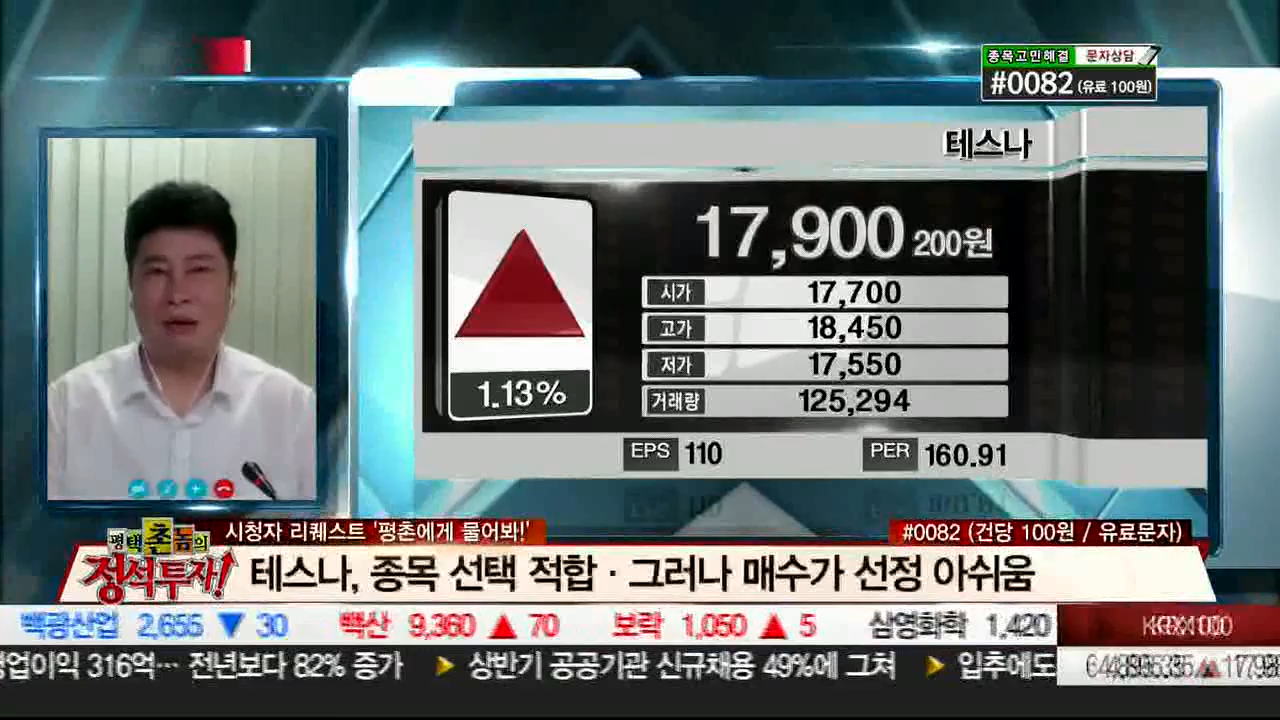 종목고민해결 문자상담
#0082 (유료 100원)
테스나
17,900 200원
1.13%
시가 17,700
고가 18,450
저가 17,550
거래량 125,294
EPS 110 PER 160.91
평택촌놈의
정석투자!
시청자 리퀘스트 '평촌에게 물어봐!'
#0082 (건당 100원 / 유료문자)
테스나, 종목 선택 적합 · 그러나 매수가 선정 아쉬움
백광산업 2,655 ▼ 30 백산 9,360 ▲ 70 보락 1,050 ▲ 5 삼영화학 1,420
영업이익 316억… 전년보다 82% 증가 상반기 공공기관 신규채용 49%에 그쳐 입추에도